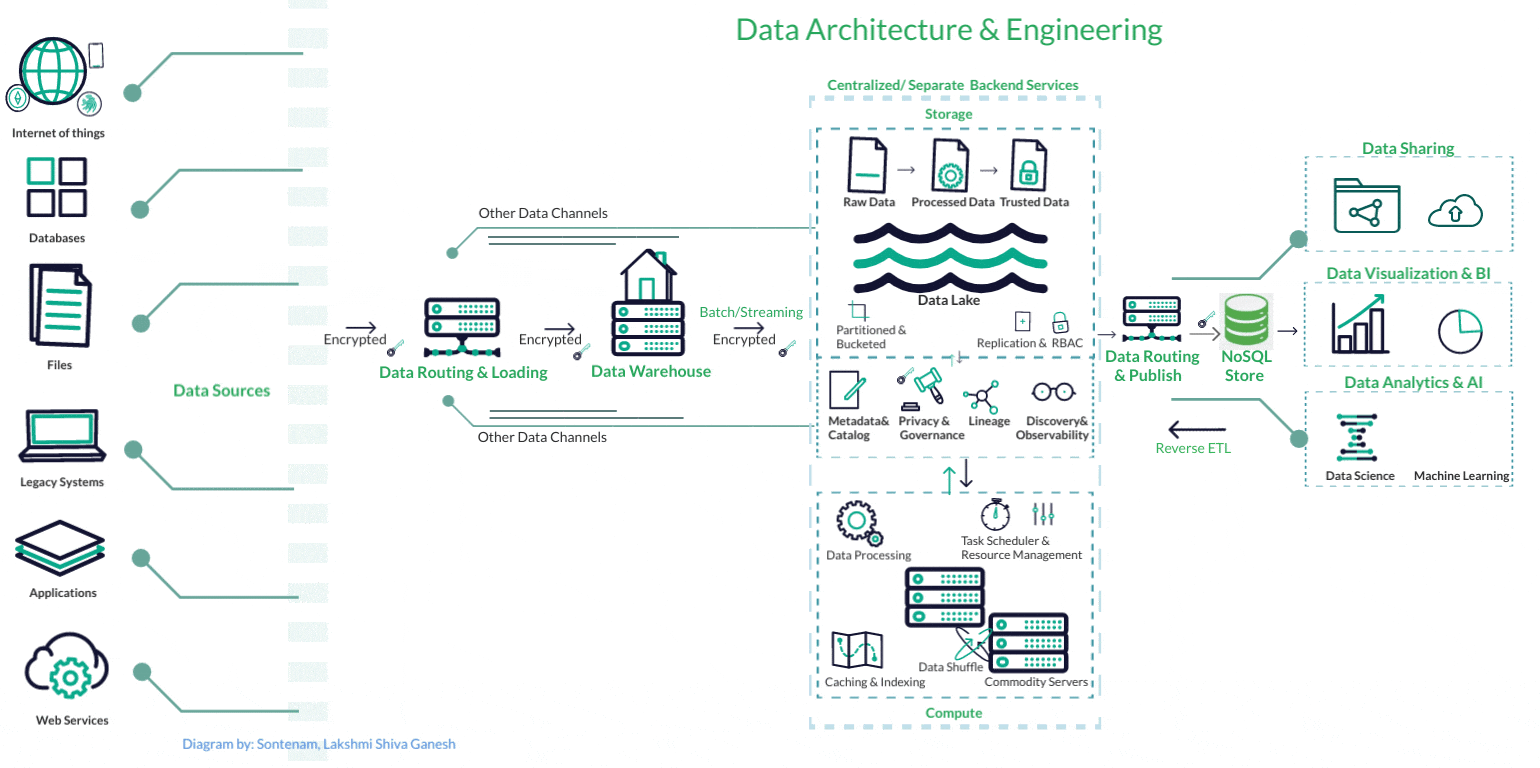 Data Architecture & Engineering
Internet of things
Databases
Files
Data Sources
Legacy Systems
Applications
Web Services
Diagram by: Sontenam, Lakshmi Shiva Ganesh
Encrypted
Other Data Channels
Data Routing & Loading
Encrypted
Data Warehouse
Batch/Streaming
Encrypted
Other Data Channels
Centralized/ Separate Backend Services
Storage
Raw Data
Processed Data
Trusted Data
Data Lake
Partitioned &
Bucketed
Replication & RBAC
Metadata&
Catalog
Privacy &
Governance
Lineage
Discovery&
Observability
Data Processing
Task Scheduler &
Resource Management
Data Shuffle
Caching & Indexing
Commodity Servers
Compute
Data Routing
& Publish
NoSQL
Store
Reverse ETL
Data Sharing
Data Visualization & BI
Data Analytics & AI
Data Science
Machine Learning